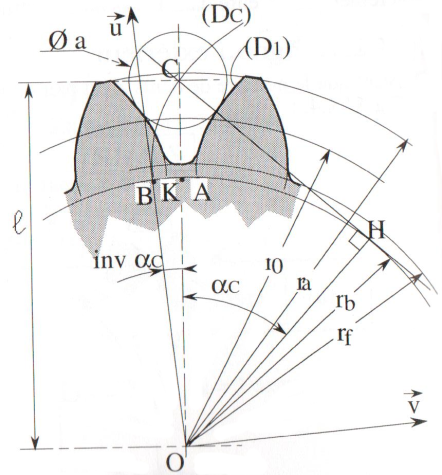 u (Dc)
Ø a
C (D1)
ℓ
B K A
H
inv αc
αc
r0
ra
rb
rf
v
O